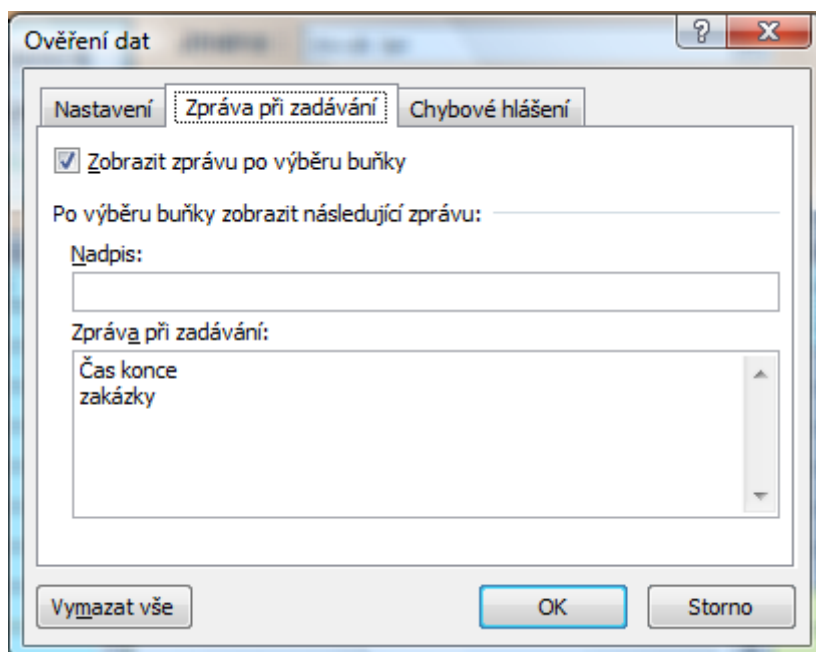 Ověření dat
Nastavení
Zpráva při zadávání
Chybové hlášení
Zobrazit zprávu po výběru buňky
Po výběru buňky zobrazit následující zprávu:
Nadpis:
Zpráva při zadávání:
Čas konce
zakázky
Vymazat vše
OK
Storno